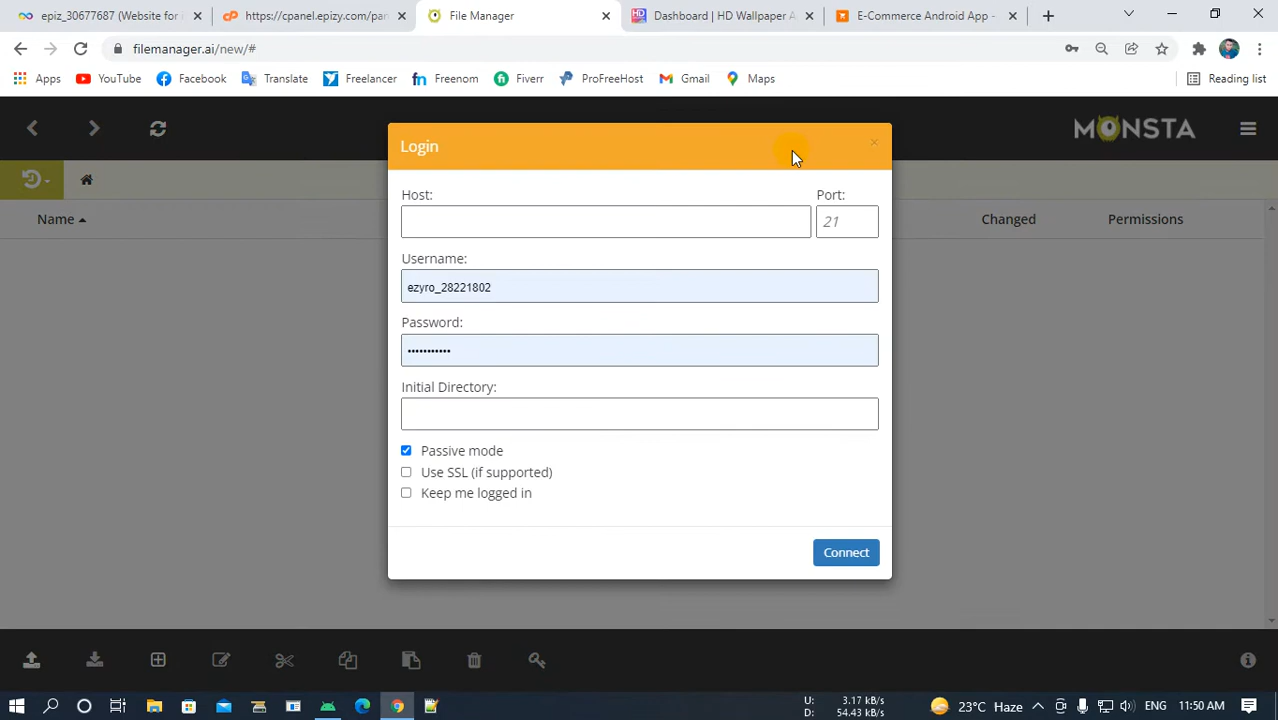 epiz_30677687 (Website for i
https://cpanel.epizy.com/pan
File Manager
Dashboard | HD Wallpaper A
E-Commerce Android App -
filemanager.ai/new/#
Apps
YouTube
Facebook
Translate
Freelancer
Freenom
Fiverr
ProFreeHost
Gmail
Maps
Reading list
MONSTA
Login
Host:
Port:
21
Name
Changed
Permissions
Username:
ezyro_28221802
Password:
•••••••••••
Initial Directory:
Passive mode
Use SSL (if supported)
Keep me logged in
Connect
U: 3.17 kB/s
D: 54.43 kB/s
23°C Haze
ENG
11:50 AM